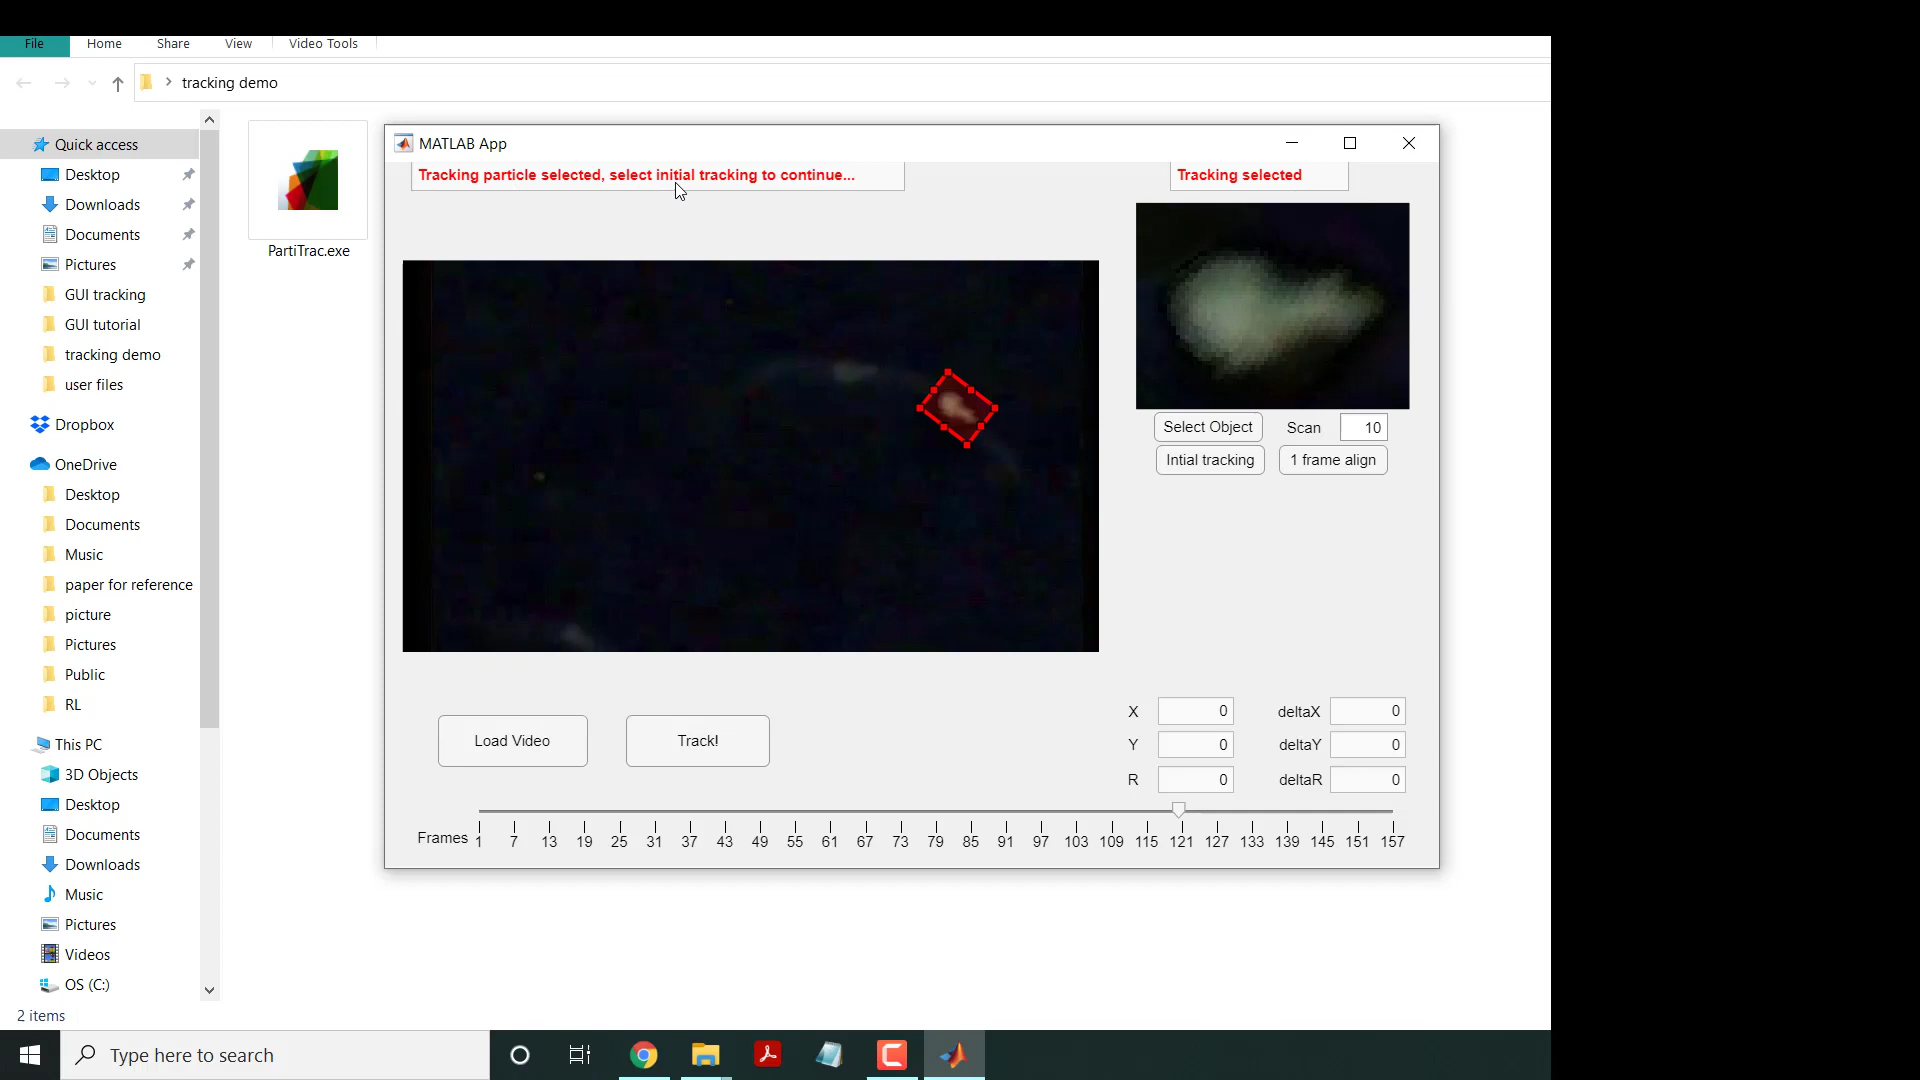 File Home Share View Video Tools
tracking demo
Quick access
Desktop
Downloads
Documents
Pictures
GUI tracking
GUI tutorial
tracking demo
user files
Dropbox
OneDrive
Desktop
Documents
Music
paper for reference
picture
Pictures
Public
RL
This PC
3D Objects
Desktop
Documents
Downloads
Music
Pictures
Videos
OS (C:)
2 items
PartiTrac.exe
MATLAB App
Tracking particle selected, select initial tracking to continue...
Tracking selected
Select Object Scan 10
Intial tracking 1 frame align
Load Video Track!
X 0 deltaX 0
Y 0 deltaY 0
R 0 deltaR 0
Frames 1 7 13 19 25 31 37 43 49 55 61 67 73 79 85 91 97 103 109 115 121 127 133 139 145 151 157
Type here to search